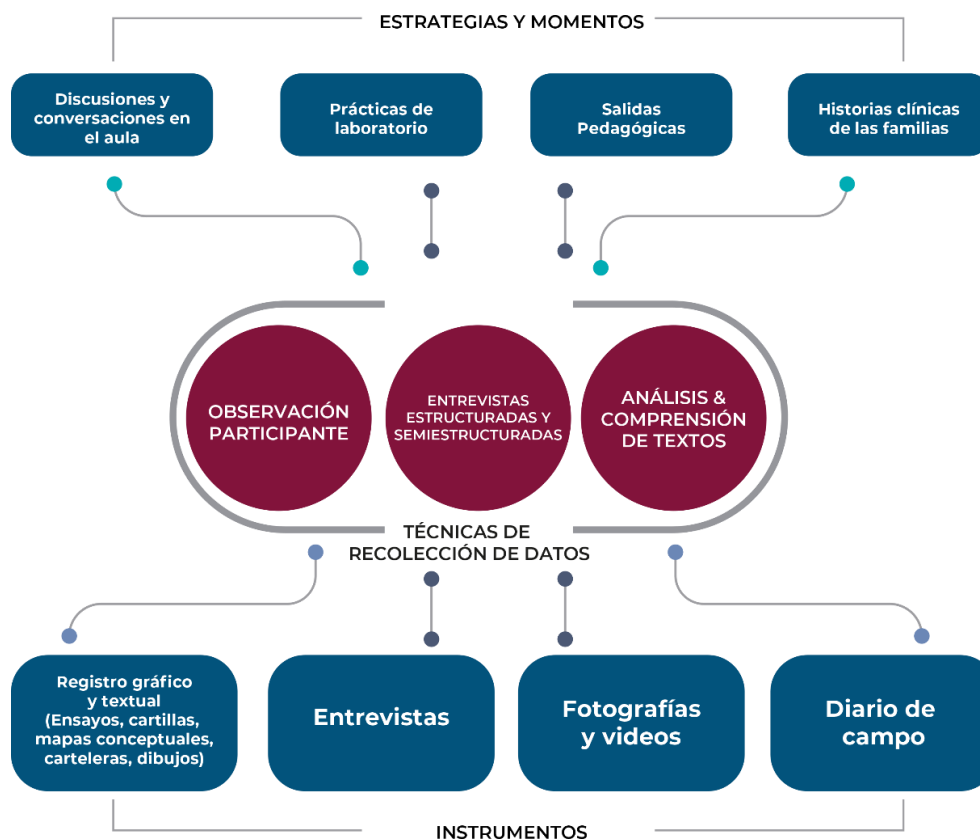 ESTRATEGIAS Y MOMENTOS
Discusiones y
conversaciones en
el aula
Prácticas de
laboratorio
Salidas
Pedagógicas
Historias clínicas
de las familias
OBSERVACIÓN
PARTICIPANTE
ENTREVISTAS
ESTRUCTURADAS Y
SEMIESTRUCTURADAS
ANÁLISIS &
COMPRENSIÓN
DE TEXTOS
TÉCNICAS DE
RECOLECCIÓN DE DATOS
Registro gráfico
y textual
(Ensayos, cartillas,
mapas conceptuales,
carteleras, dibujos)
Entrevistas
Fotografías
y videos
Diario de
campo
INSTRUMENTOS